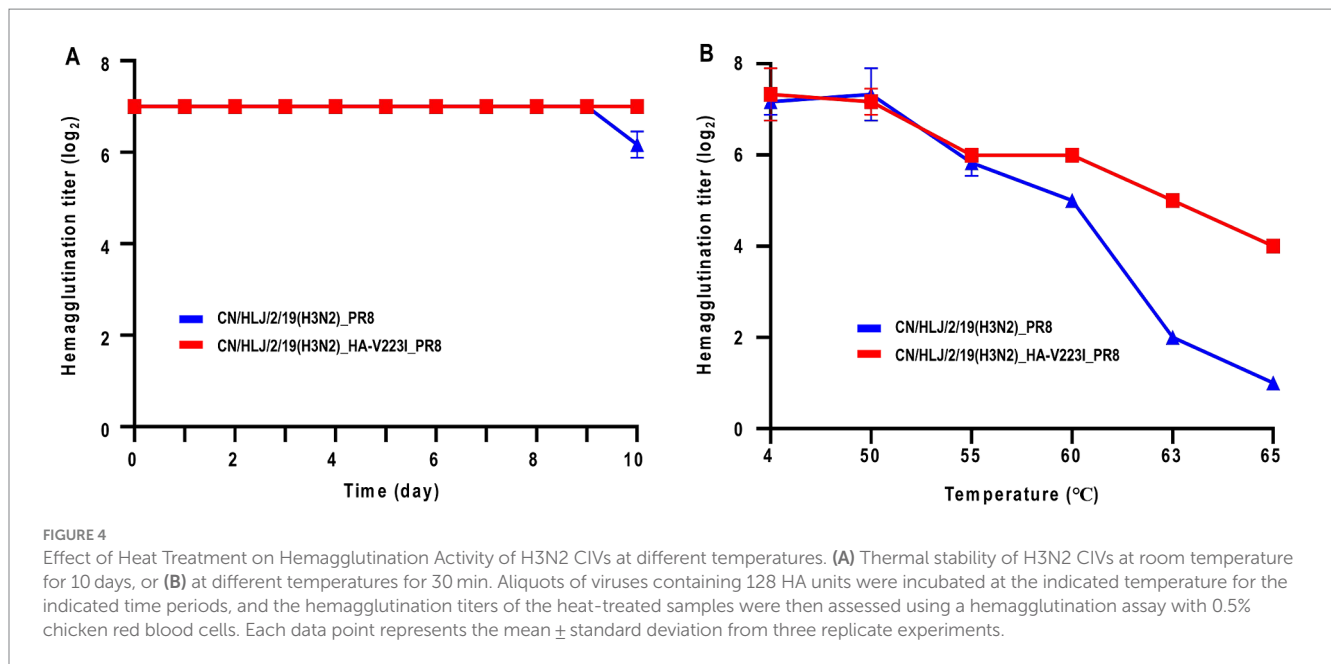 A
Hemagglutination titer (log2)
8
6
4
2
0
CN/HLJ/2/19(H3N2)_PR8
CN/HLJ/2/19(H3N2)_HA-V223I_PR8
0 2 4 6 8 10
Time (day)
B
Hemagglutination titer (log2)
8
6
4
2
0
CN/HLJ/2/19(H3N2)_PR8
CN/HLJ/2/19(H3N2)_HA-V223I_PR8
4 50 55 60 63 65
Temperature (°C)
FIGURE 4
Effect of Heat Treatment on Hemagglutination Activity of H3N2 CIVs at different temperatures. (A) Thermal stability of H3N2 CIVs at room temperature
for 10 days, or (B) at different temperatures for 30 min. Aliquots of viruses containing 128 HA units were incubated at the indicated temperature for the
indicated time periods, and the hemagglutination titers of the heat-treated samples were then assessed using a hemagglutination assay with 0.5%
chicken red blood cells. Each data point represents the mean ± standard deviation from three replicate experiments.